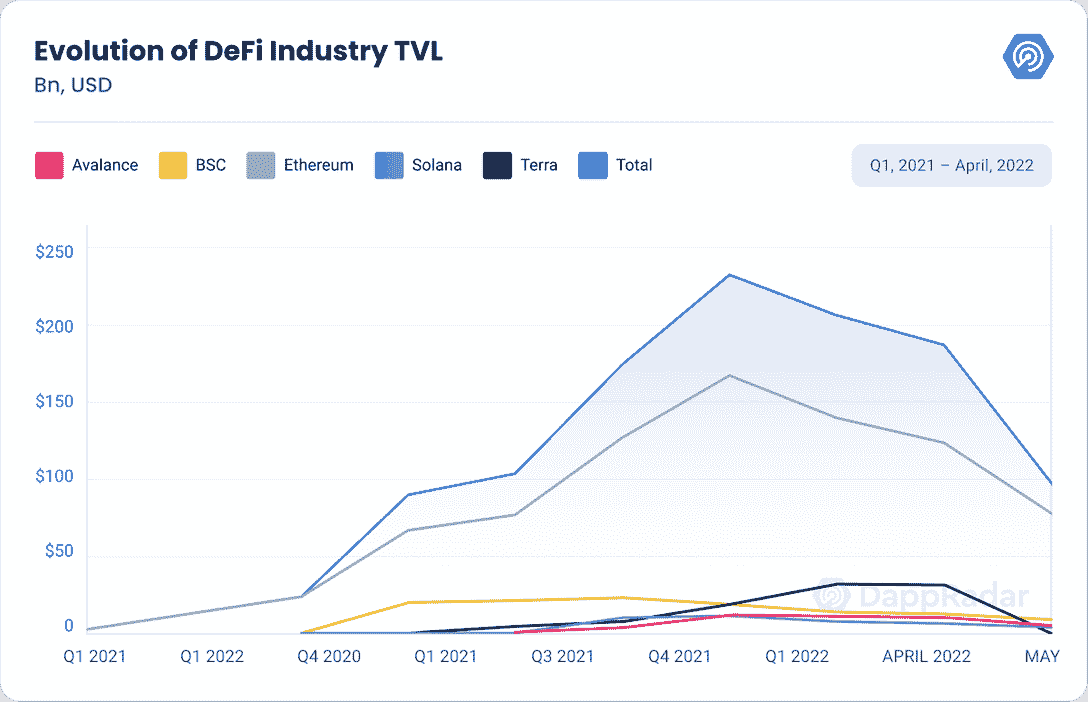 Evolution of DeFi Industry TVL
Bn, USD
Avalance BSC Ethereum Solana Terra Total
Q1, 2021 – April, 2022
$250
$200
$150
$100
$50
0
DappRadar
Q1 2021 Q1 2022 Q4 2020 Q1 2021 Q3 2021 Q4 2021 Q1 2022 APRIL 2022 MAY